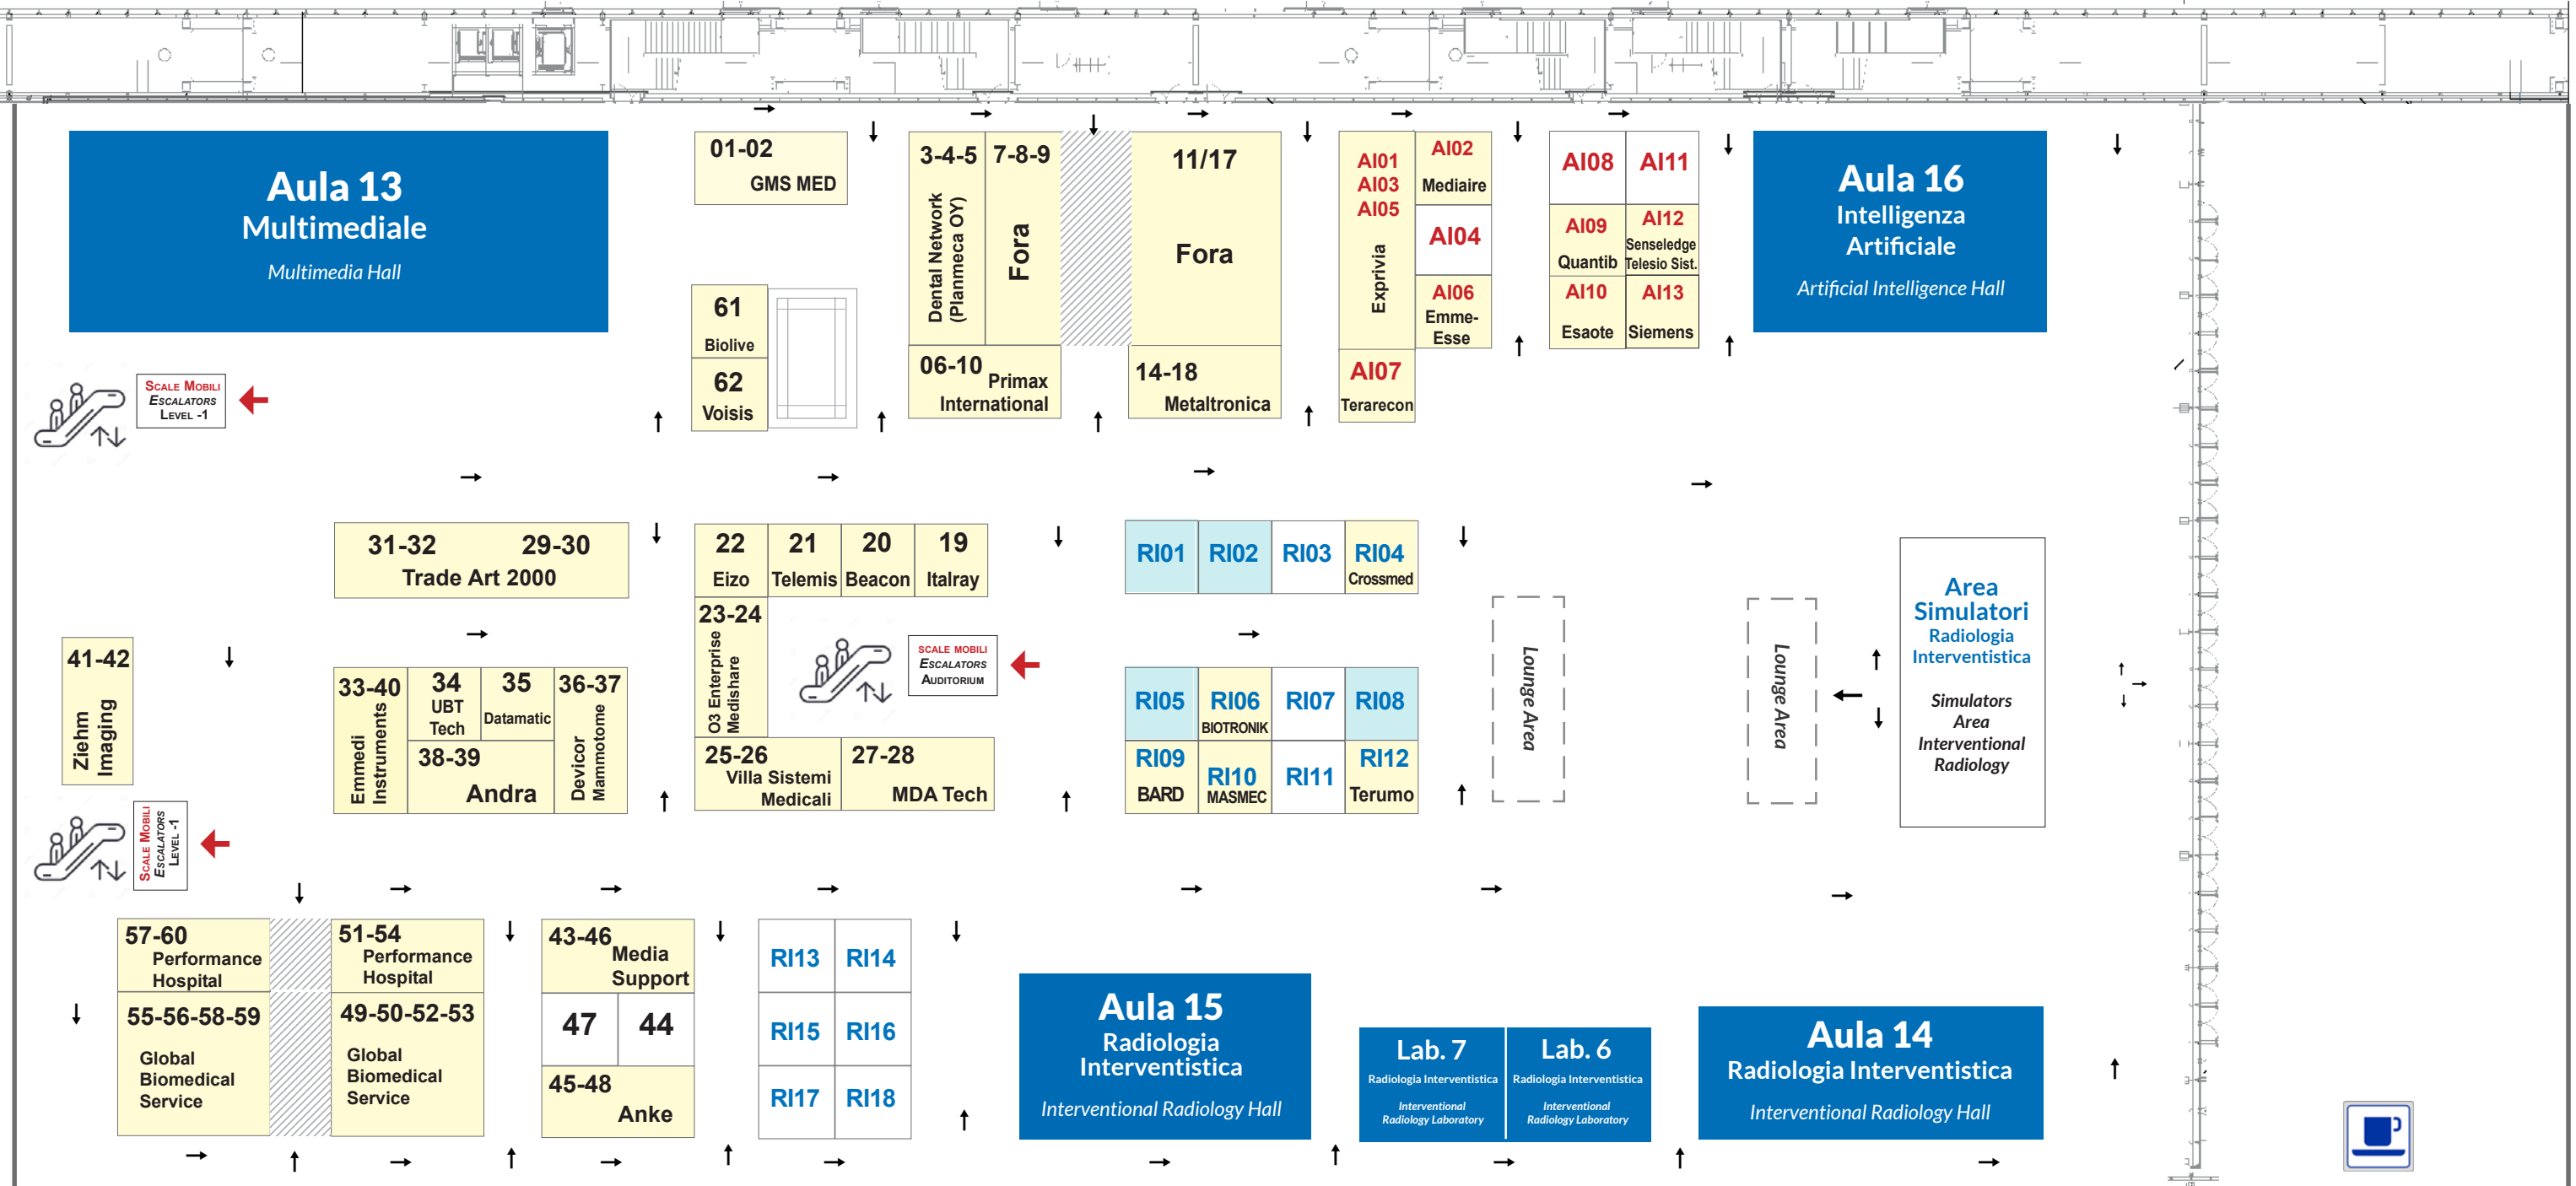 Aula 13
Multimediale
Multimedia Hall
01-02
GMS MED
3-4-5
Dental Network
(Planmeca OY)
7-8-9
Fora
11/17
Fora
AI01
AI03
AI05
Exprivia
AI02
Mediaire
AI04
AI06
Emme-
Esse
AI07
Terarecon
AI08
AI11
AI09
Quantib
AI12
Senseledge
Telesio Sist.
AI10
Esaote
AI13
Siemens
Aula 16
Intelligenza
Artificiale
Artificial Intelligence Hall
61
Biolive
62
Voisis
06-10
Primax
International
14-18
Metaltronica
SCALE MOBILI
ESCALATORS
LEVEL -1
31-32
29-30
Trade Art 2000
22
Eizo
21
Telemis
20
Beacon
19
Italray
23-24
O3 Enterprise
Medishare
SCALE MOBILI
ESCALATORS
AUDITORIUM
25-26
Villa Sistemi
Medicali
27-28
MDA Tech
RI01
RI02
RI03
RI04
Crossmed
RI05
RI06
BIOTRONIK
RI07
RI08
RI09
BARD
RI10
MASMEC
RI11
RI12
Terumo
Lounge Area
Lounge Area
Area
Simulatori
Radiologia
Interventistica
Simulators
Area
Interventional
Radiology
41-42
Ziehm
Imaging
33-40
Emmedi
Instruments
34
UBT
Tech
35
Datamatic
36-37
Devicor
Mammotome
38-39
Andra
SCALE MOBILI
ESCALATORS
LEVEL -1
57-60
Performance
Hospital
51-54
Performance
Hospital
55-56-58-59
Global
Biomedical
Service
49-50-52-53
Global
Biomedical
Service
43-46
Media
Support
47
44
45-48
Anke
RI13
RI14
RI15
RI16
RI17
RI18
Aula 15
Radiologia
Interventistica
Interventional Radiology Hall
Lab. 7
Radiologia Interventistica
Interventional
Radiology Laboratory
Lab. 6
Radiologia Interventistica
Interventional
Radiology Laboratory
Aula 14
Radiologia Interventistica
Interventional Radiology Hall